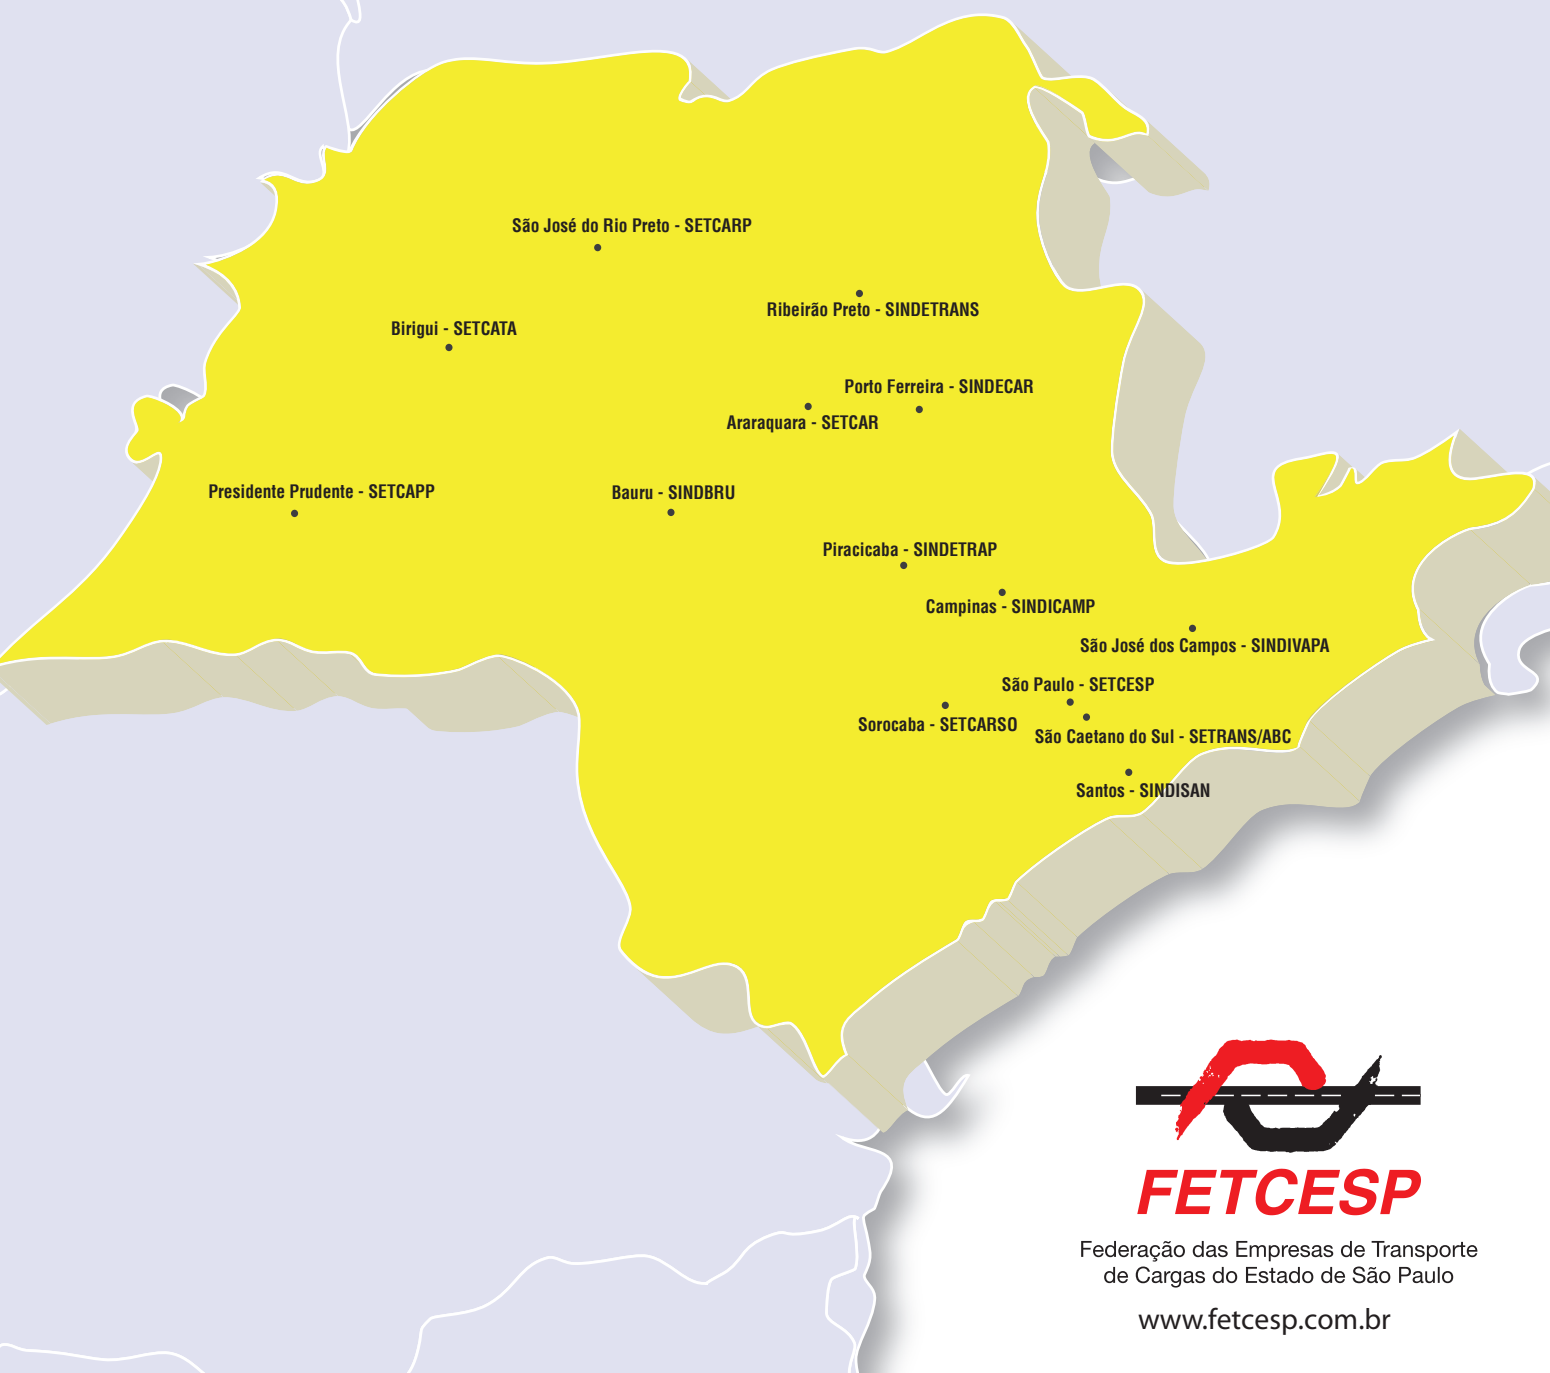 São José do Rio Preto - SETCARP
Ribeirão Preto - SINDETRANS
Birigui - SETCATA
Porto Ferreira - SINDECAR
Araraquara - SETCAR
Presidente Prudente - SETCAPP
Bauru - SINDBRU
Piracicaba - SINDETRAP
Campinas - SINDICAMP
São José dos Campos - SINDIVAPA
São Paulo - SETCESP
Sorocaba - SETCARSO
São Caetano do Sul - SETRANS/ABC
Santos - SINDISAN
FETCESP
Federação das Empresas de Transporte
de Cargas do Estado de São Paulo
www.fetcesp.com.br